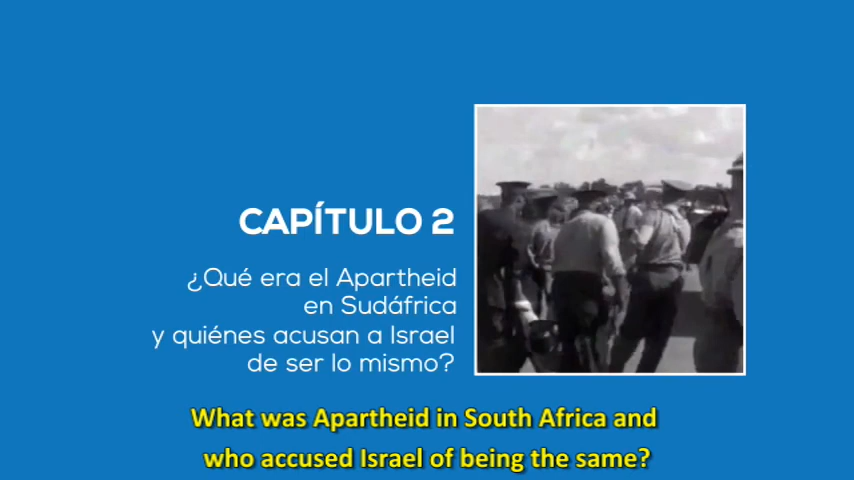 CAPÍTULO 2
¿Qué era el Apartheid
en Sudáfrica
y quiénes acusan a Israel
de ser lo mismo?
What was Apartheid in South Africa and
who accused Israel of being the same?